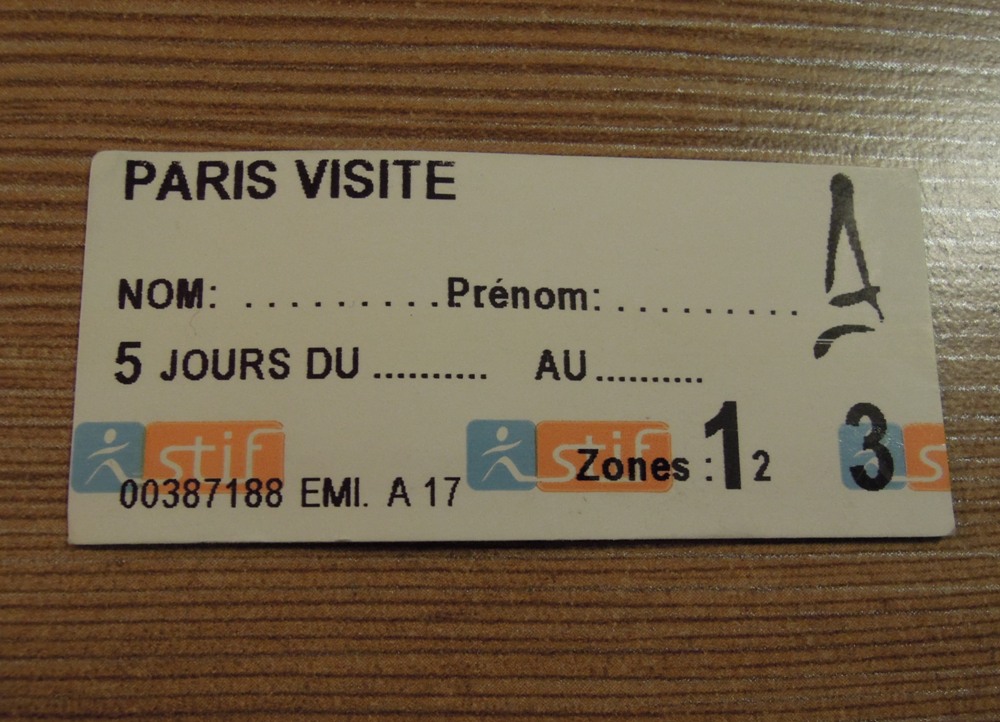 PARIS VISITE
NOM: ......... Prénom: .........
5 JOURS DU .......... AU ..........
stif stif s
Zones : 1 2 3
00387188 EMI. A 17